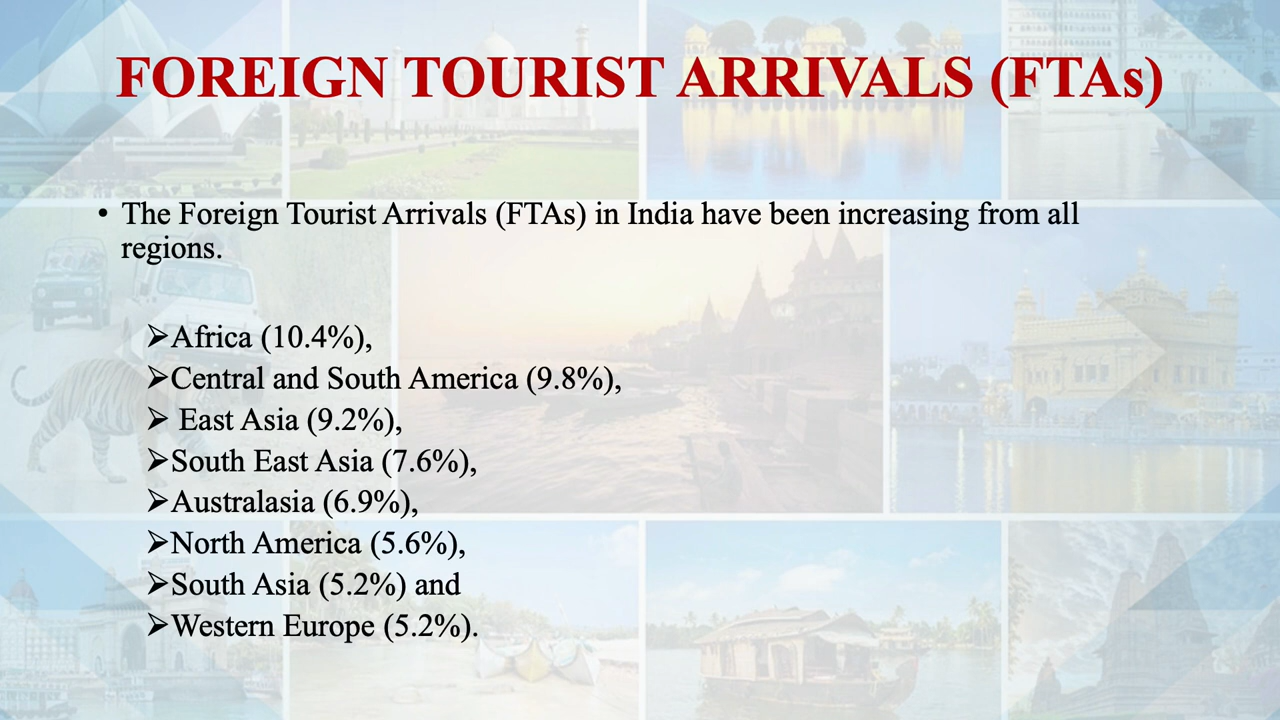 FOREIGN TOURIST ARRIVALS (FTAs)
• The Foreign Tourist Arrivals (FTAs) in India have been increasing from all
regions.
➢Africa (10.4%),
➢Central and South America (9.8%),
➢ East Asia (9.2%),
➢South East Asia (7.6%),
➢Australasia (6.9%),
➢North America (5.6%),
➢South Asia (5.2%) and
➢Western Europe (5.2%).